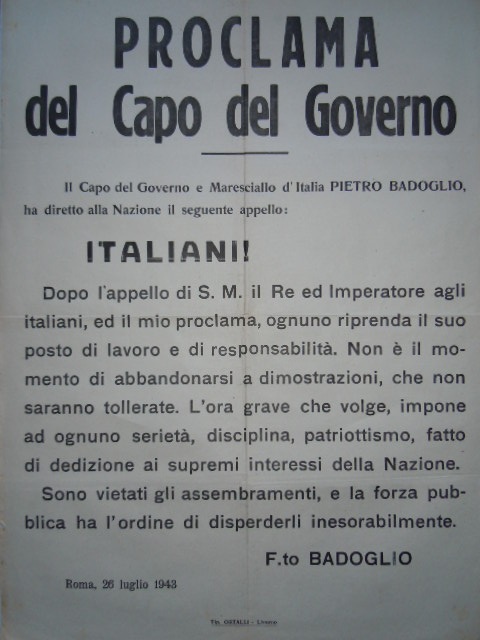 PROCLAMA
del Capo del Governo
Il Capo del Governo e Maresciallo d'Italia PIETRO BADOGLIO,
ha diretto alla Nazione il seguente appello:
ITALIANI!
Dopo l'appello di S. M. il Re ed Imperatore agli
italiani, ed il mio proclama, ognuno riprenda il suo
posto di lavoro e di responsabilità. Non è il mo-
mento di abbandonarsi a dimostrazioni, che non
saranno tollerate. L'ora grave che volge, impone
ad ognuno serietà, disciplina, patriottismo, fatto
di dedizione ai supremi interessi della Nazione.
Sono vietati gli assembramenti, e la forza pub-
blica ha l'ordine di disperderli inesorabilmente.
F.to BADOGLIO
Roma, 26 luglio 1943
Tip. - Livorno